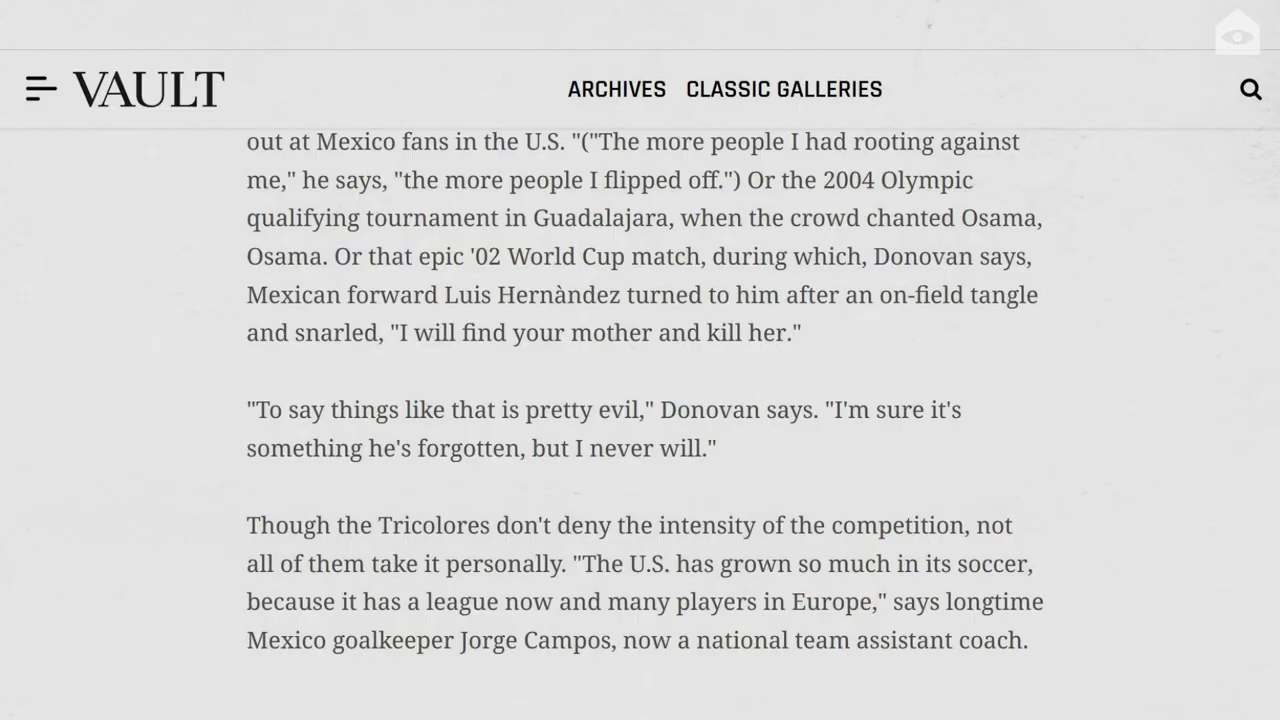 VAULT
ARCHIVES CLASSIC GALLERIES
out at Mexico fans in the U.S. "("The more people I had rooting against
me," he says, "the more people I flipped off.") Or the 2004 Olympic
qualifying tournament in Guadalajara, when the crowd chanted Osama,
Osama. Or that epic '02 World Cup match, during which, Donovan says,
Mexican forward Luis Hernàndez turned to him after an on-field tangle
and snarled, "I will find your mother and kill her."
"To say things like that is pretty evil," Donovan says. "I'm sure it's
something he's forgotten, but I never will."
Though the Tricolores don't deny the intensity of the competition, not
all of them take it personally. "The U.S. has grown so much in its soccer,
because it has a league now and many players in Europe," says longtime
Mexico goalkeeper Jorge Campos, now a national team assistant coach.